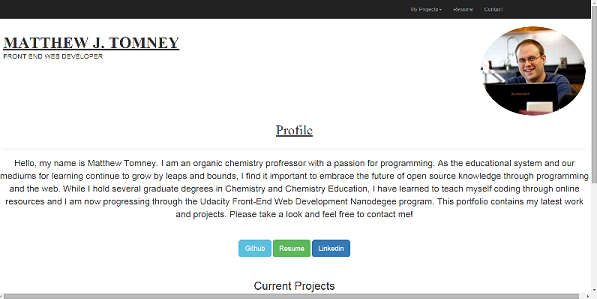 My Projects Resume Contact
MATTHEW J. TOMNEY
FRONT END WEB DEVELOPER
Profile
Hello, my name is Matthew Tomney. I am an organic chemistry profressor with a passion for programming. As the educational system and our
mediums for learning continue to grow by leaps and bounds, I find it important to embrace the future of open source knowledge through programming
and the web. While I hold several graduate degrees in Chemistry and Chemistry Education, I have learned to teach myself coding through online
resources and I am now progressing through the Udacity Front-End Web Development Nanodegree program. This portfolio contains my latest work
and projects. Please take a look and feel free to contact me!
Github Resume Linkedin
Current Projects